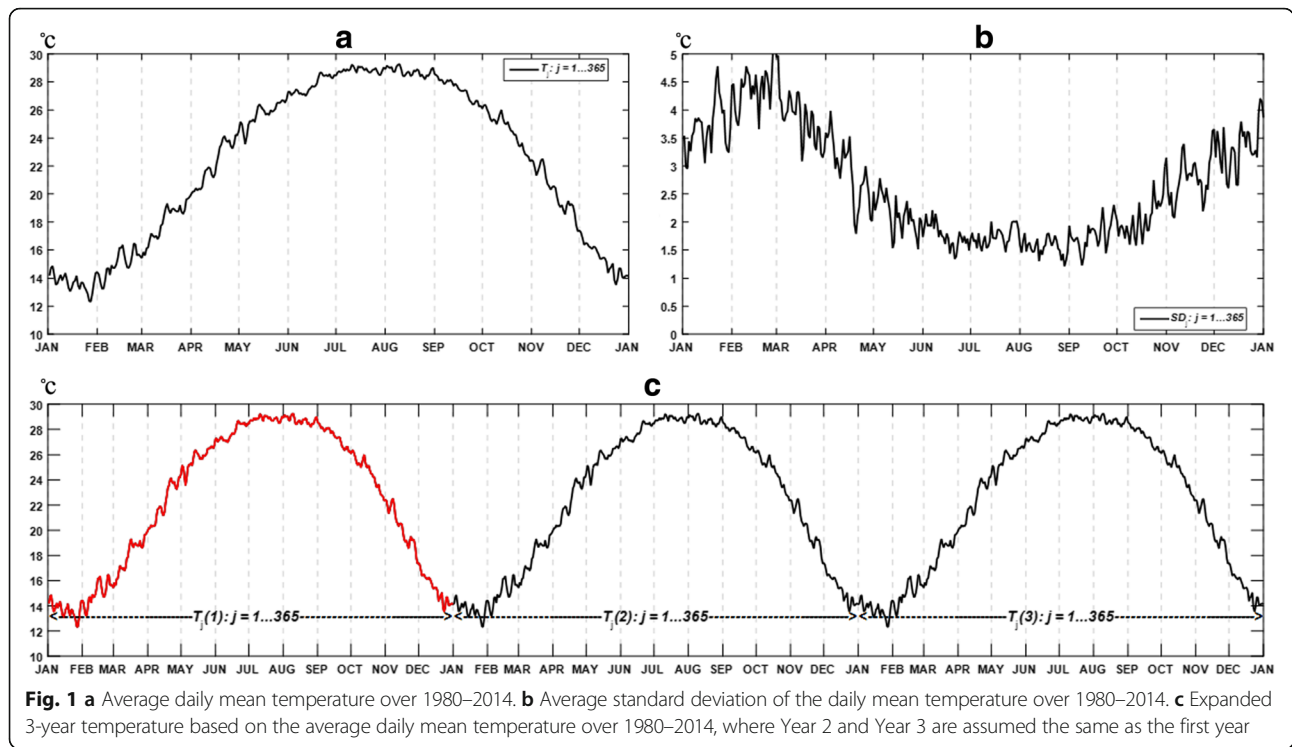 a
℃
30
28
26
24
22
20
18
16
14
12
10
T_j: j = 1...365
JAN FEB MAR APR MAY JUN JUL AUG SEP OCT NOV DEC JAN
b
℃
5
4.5
4
3.5
3
2.5
2
1.5
1
0.5
0
SD_j: j = 1...365
JAN FEB MAR APR MAY JUN JUL AUG SEP OCT NOV DEC JAN
c
℃
30
28
26
24
22
20
18
16
14
12
10
T_j(1): j = 1...365
T_j(2): j = 1...365
T_j(3): j = 1...365
JAN FEB MAR APR MAY JUN JUL AUG SEP OCT NOV DEC JAN FEB MAR APR MAY JUN JUL AUG SEP OCT NOV DEC JAN FEB MAR APR MAY JUN JUL AUG SEP OCT NOV DEC JAN
Fig. 1 a Average daily mean temperature over 1980–2014. b Average standard deviation of the daily mean temperature over 1980–2014. c Expanded
3-year temperature based on the average daily mean temperature over 1980–2014, where Year 2 and Year 3 are assumed the same as the first year